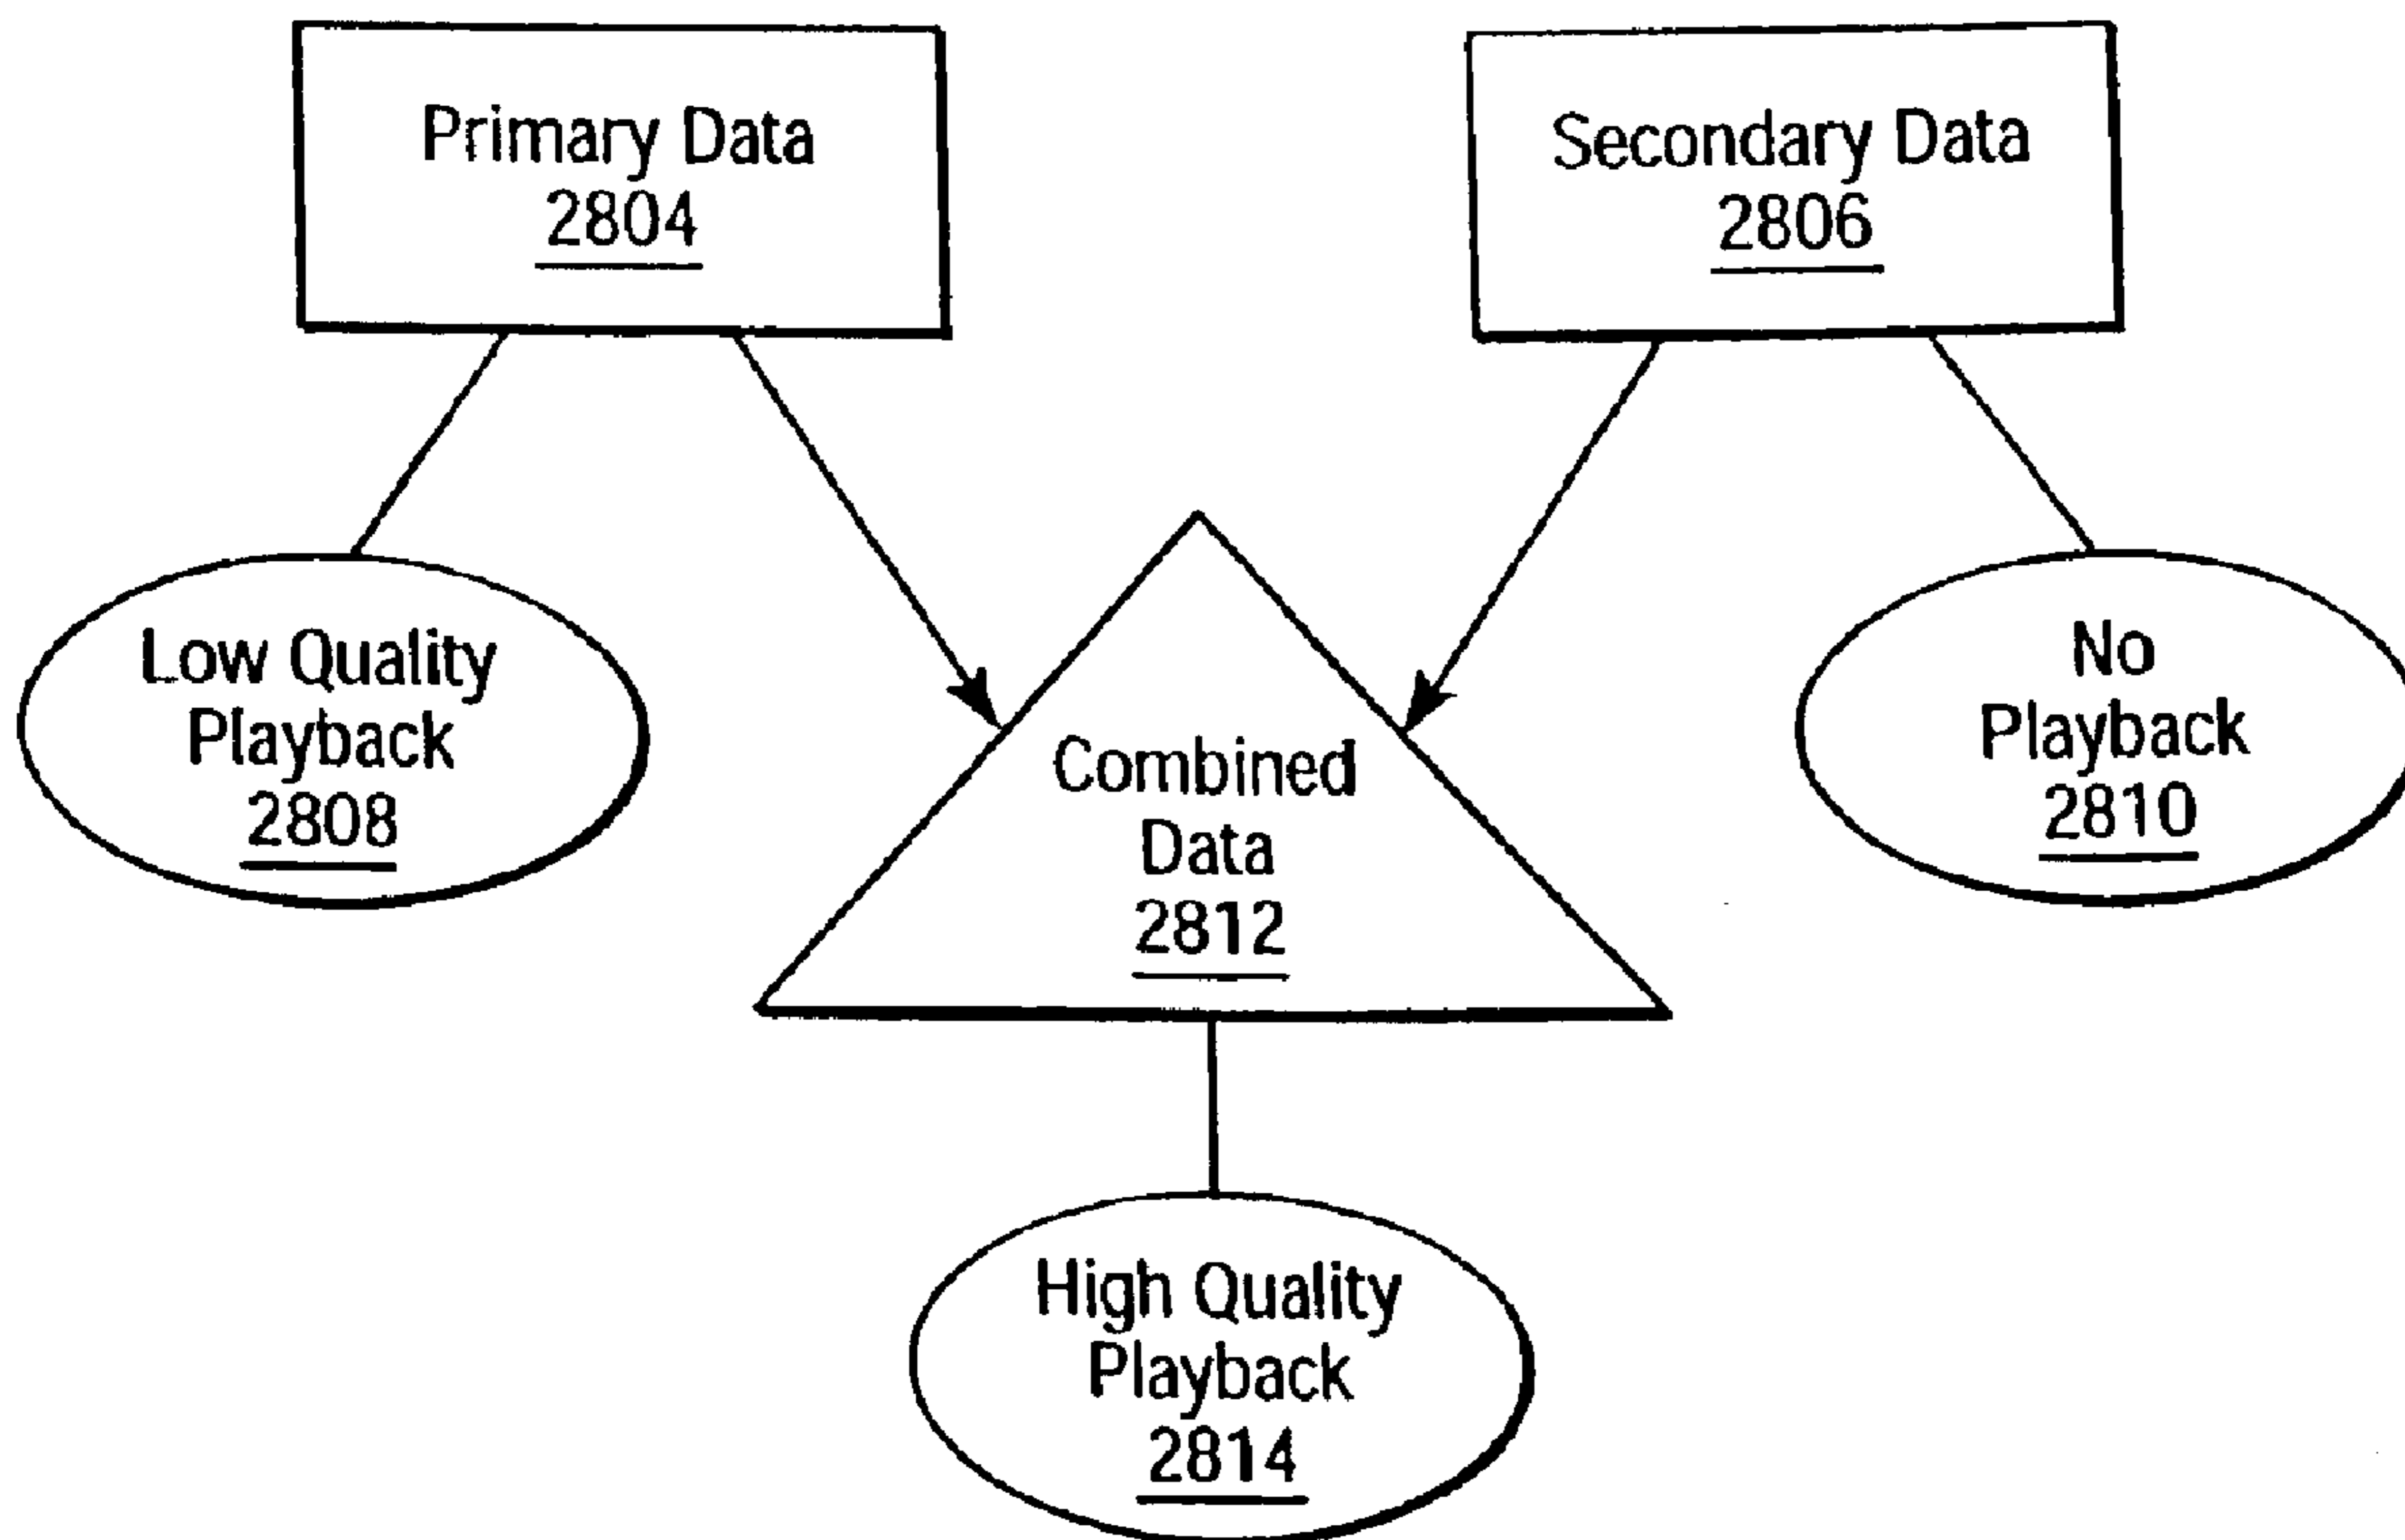 Primary Data
2804
Secondary Data
2806
Low Quality
Playback
2808
Combined
Data
2812
No
Playback
2810
High Quality
Playback
2814